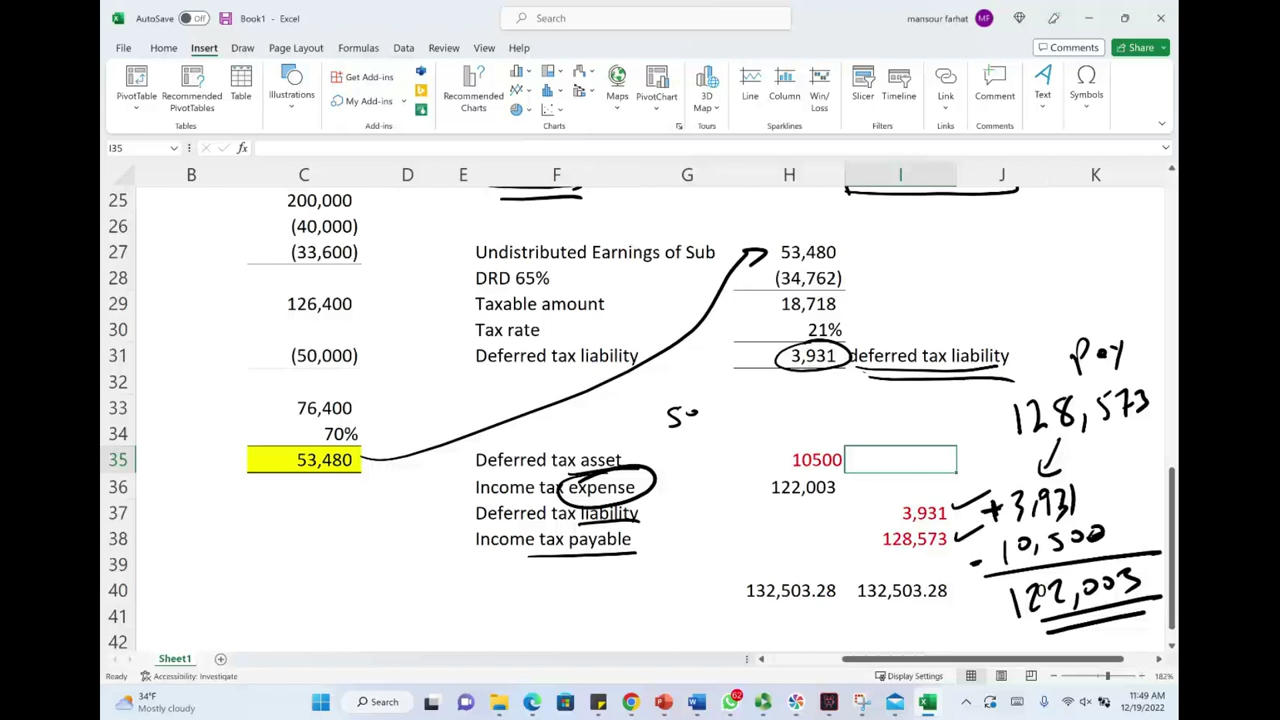 AutoSave Off Book1 - Excel Search mansour farhat MF
File Home Insert Draw Page Layout Formulas Data Review View Help Comments Share
PivotTable Recommended PivotTables Table Illustrations Get Add-ins My Add-ins Recommended Charts Maps PivotChart 3D Map Line Column Win/Loss Slicer Timeline Link Comment Text Symbols
Tables Add-ins Charts Tours Sparklines Filters Links Comments
I35 fx
B C D E F G H I J K
25 200,000
26 (40,000)
27 (33,600) Undistributed Earnings of Sub 53,480
28 DRD 65% (34,762)
29 126,400 Taxable amount 18,718
30 Tax rate 21%
31 (50,000) Deferred tax liability 3,931 deferred tax liability
Pay
32
128,573
33 76,400
34 70%
35 53,480 Deferred tax asset 10500
36 Income tax expense 122,003
37 Deferred tax liability 3,931 +3,931
38 Income tax payable 128,573 - 10,500
39
40 132,503.28 132,503.28 122,003
41
42
Sheet1
Ready Accessibility: Investigate Display Settings 182%
34°F
Mostly cloudy
Search 62 11:49 AM
12/19/2022